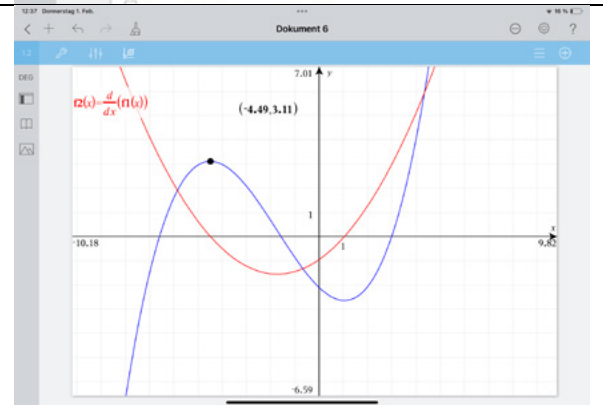 12:37 Donnerstag 1. Feb.
16 %
Dokument 6
?
1.2
DEG
7.01 y
f2(x)=d/dx(f1(x))
(-4.49,3.11)
1
x
-10.18
1
9.82
-6.59